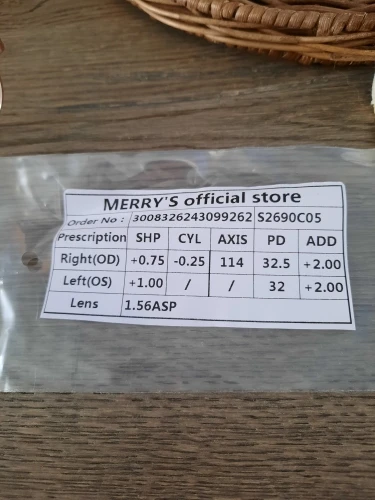 MERRY'S official store
Order No : 3008326243099262 S2690C05
Prescription SHP CYL AXIS PD ADD
Right(OD) +0.75 -0.25 114 32.5 +2.00
Left(OS) +1.00 / / 32 +2.00
Lens 1.56ASP